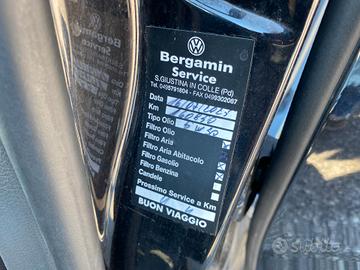 Bergamin
Service
S.GIUSTINA IN COLLE (Pd)
Tel. 0495791804 - FAX 0499302087
Data
Km
Tipo Olio
Filtro Olio
Filtro Aria
Filtro Aria Abitacolo
Filtro Gasolio
Filtro Benzina
Candele
Prossimo Service a Km
BUON VIAGGIO
subito